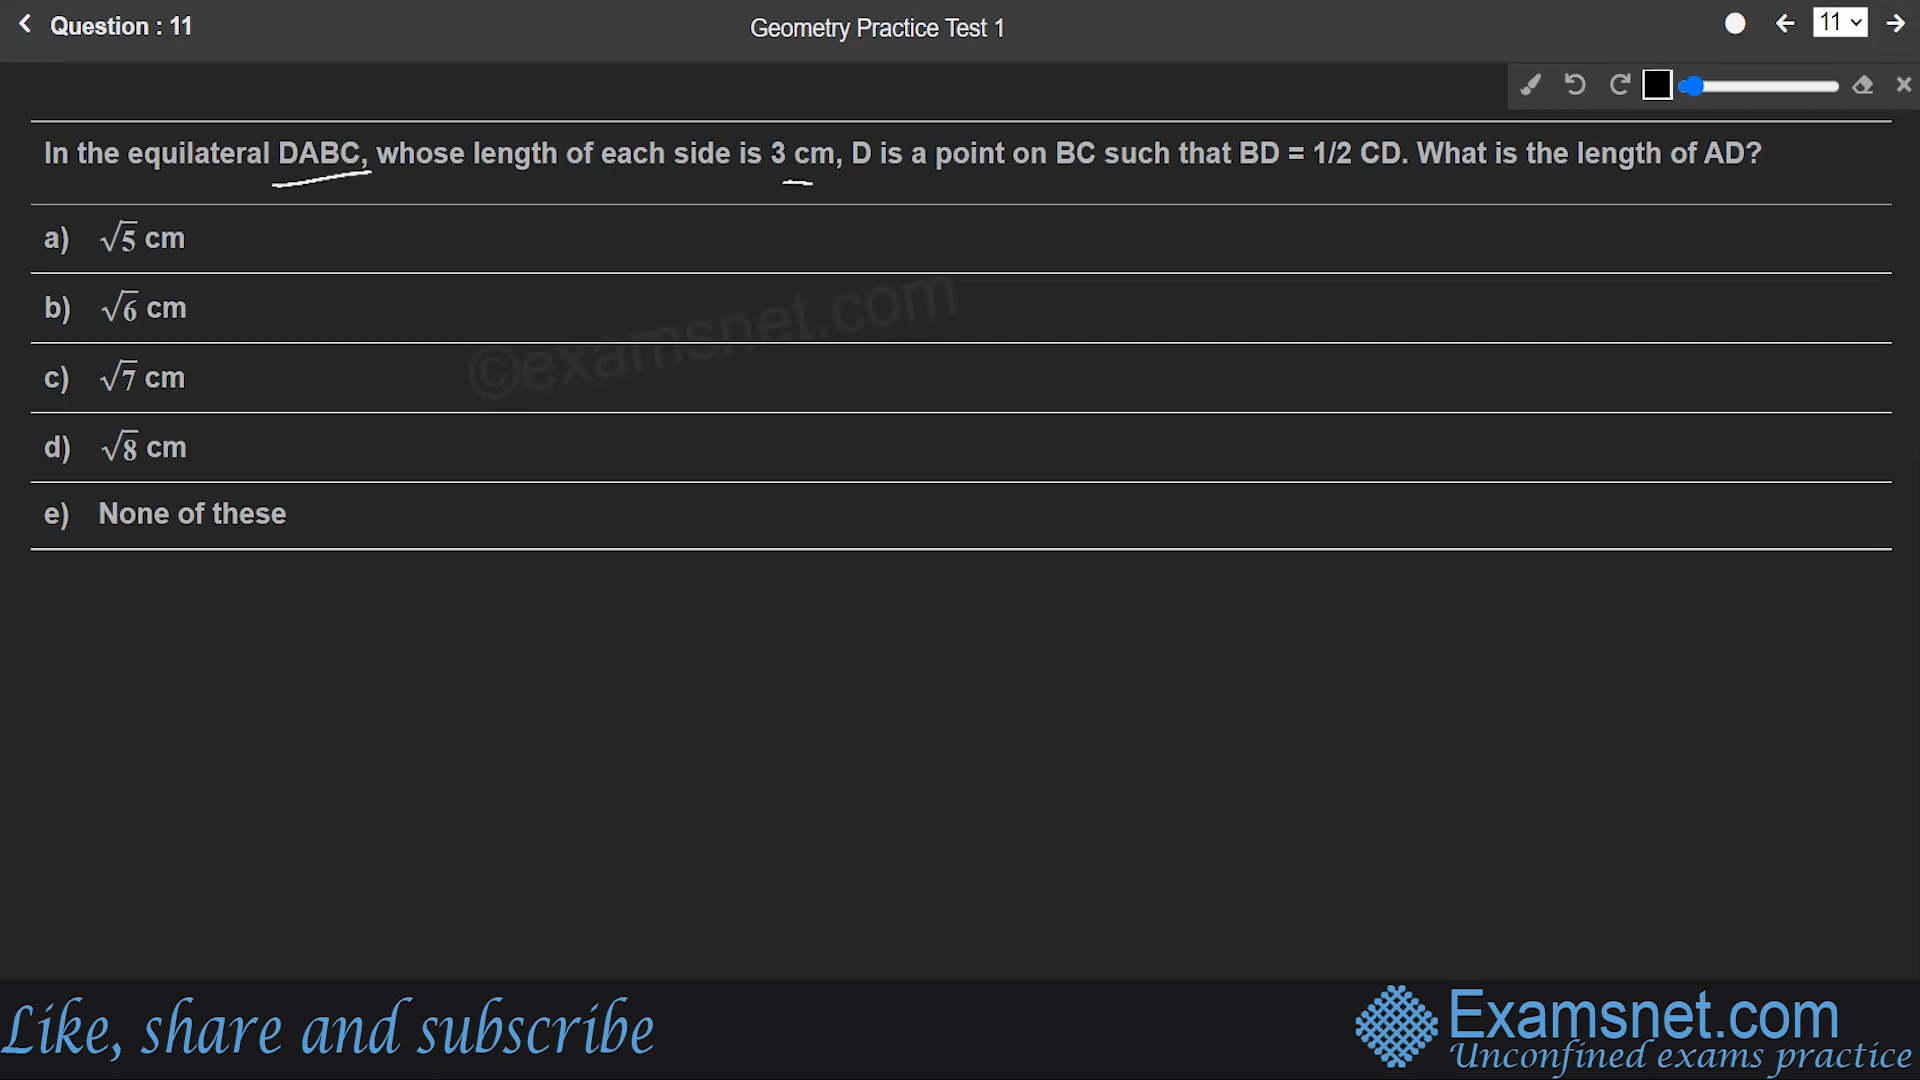 Question : 11
Geometry Practice Test 1
11
In the equilateral DABC, whose length of each side is 3 cm, D is a point on BC such that BD = 1/2 CD. What is the length of AD?
a) √5 cm
b) √6 cm
©examsnet.com
c) √7 cm
d) √8 cm
e) None of these
Like, share and subscribe
Examsnet.com
Unconfined exams practice